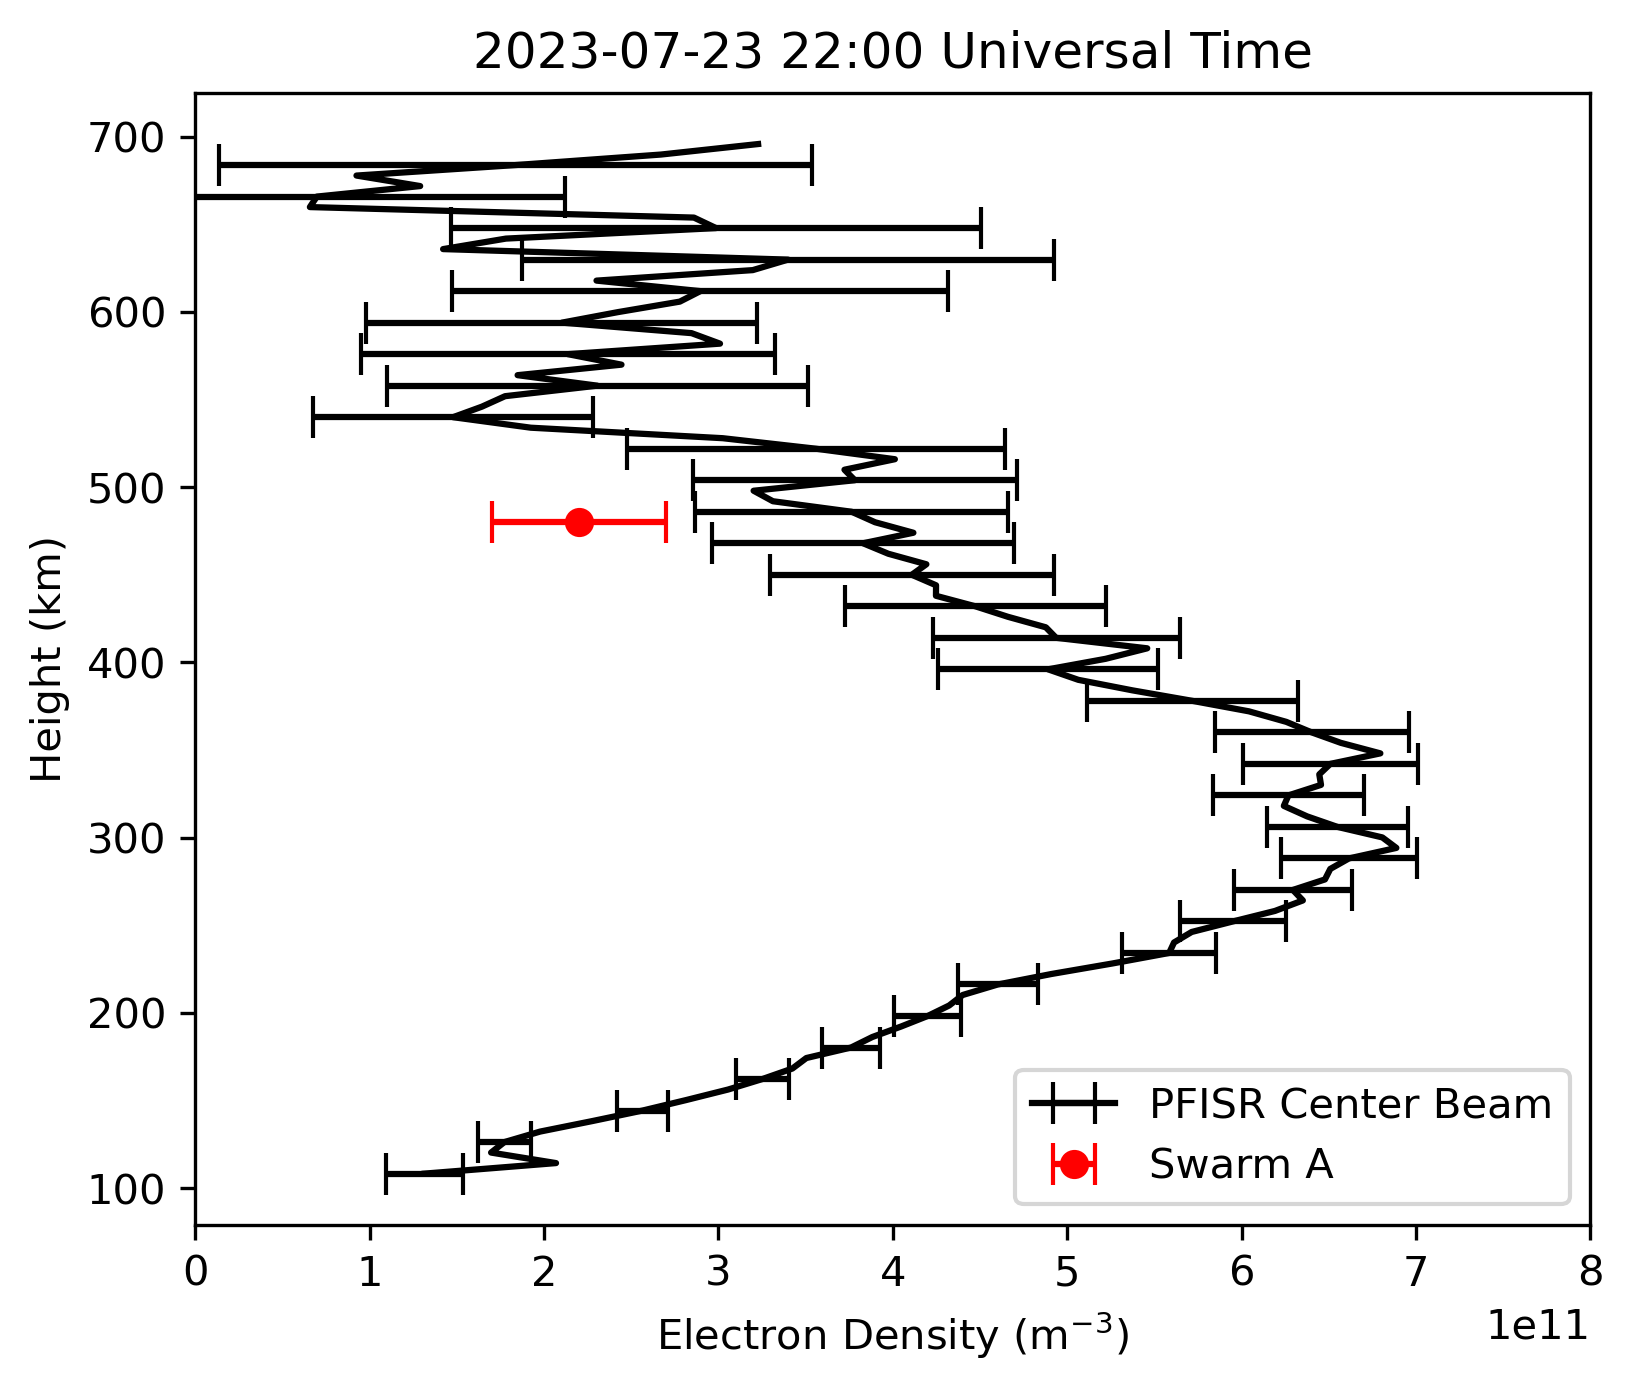 2023-07-23 22:00 Universal Time
700
600
500
400
300
200
100
Height (km)
PFISR Center Beam
Swarm A
0 1 2 3 4 5 6 7 8
1e11
Electron Density (m⁻³)